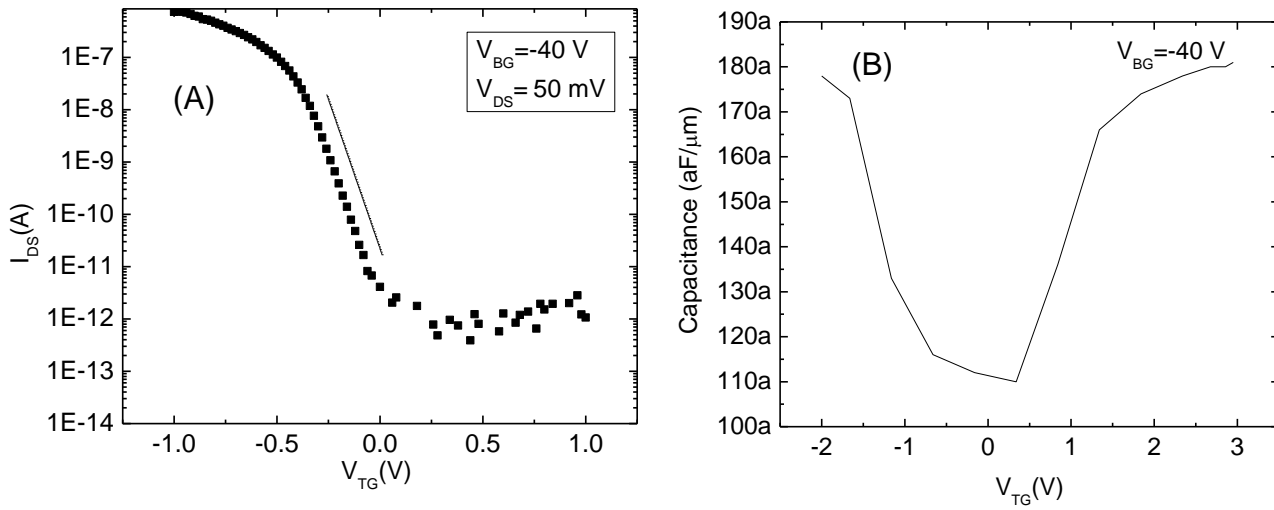 (A)
V_BG=-40 V
V_DS= 50 mV
1E-7
1E-8
1E-9
1E-10
1E-11
1E-12
1E-13
1E-14
I_DS(A)
-1.0 -0.5 0.0 0.5 1.0
V_TG(V)
(B)
V_BG=-40 V
190a
180a
170a
160a
150a
140a
130a
120a
110a
100a
Capacitance (aF/μm)
-2 -1 0 1 2 3
V_TG(V)